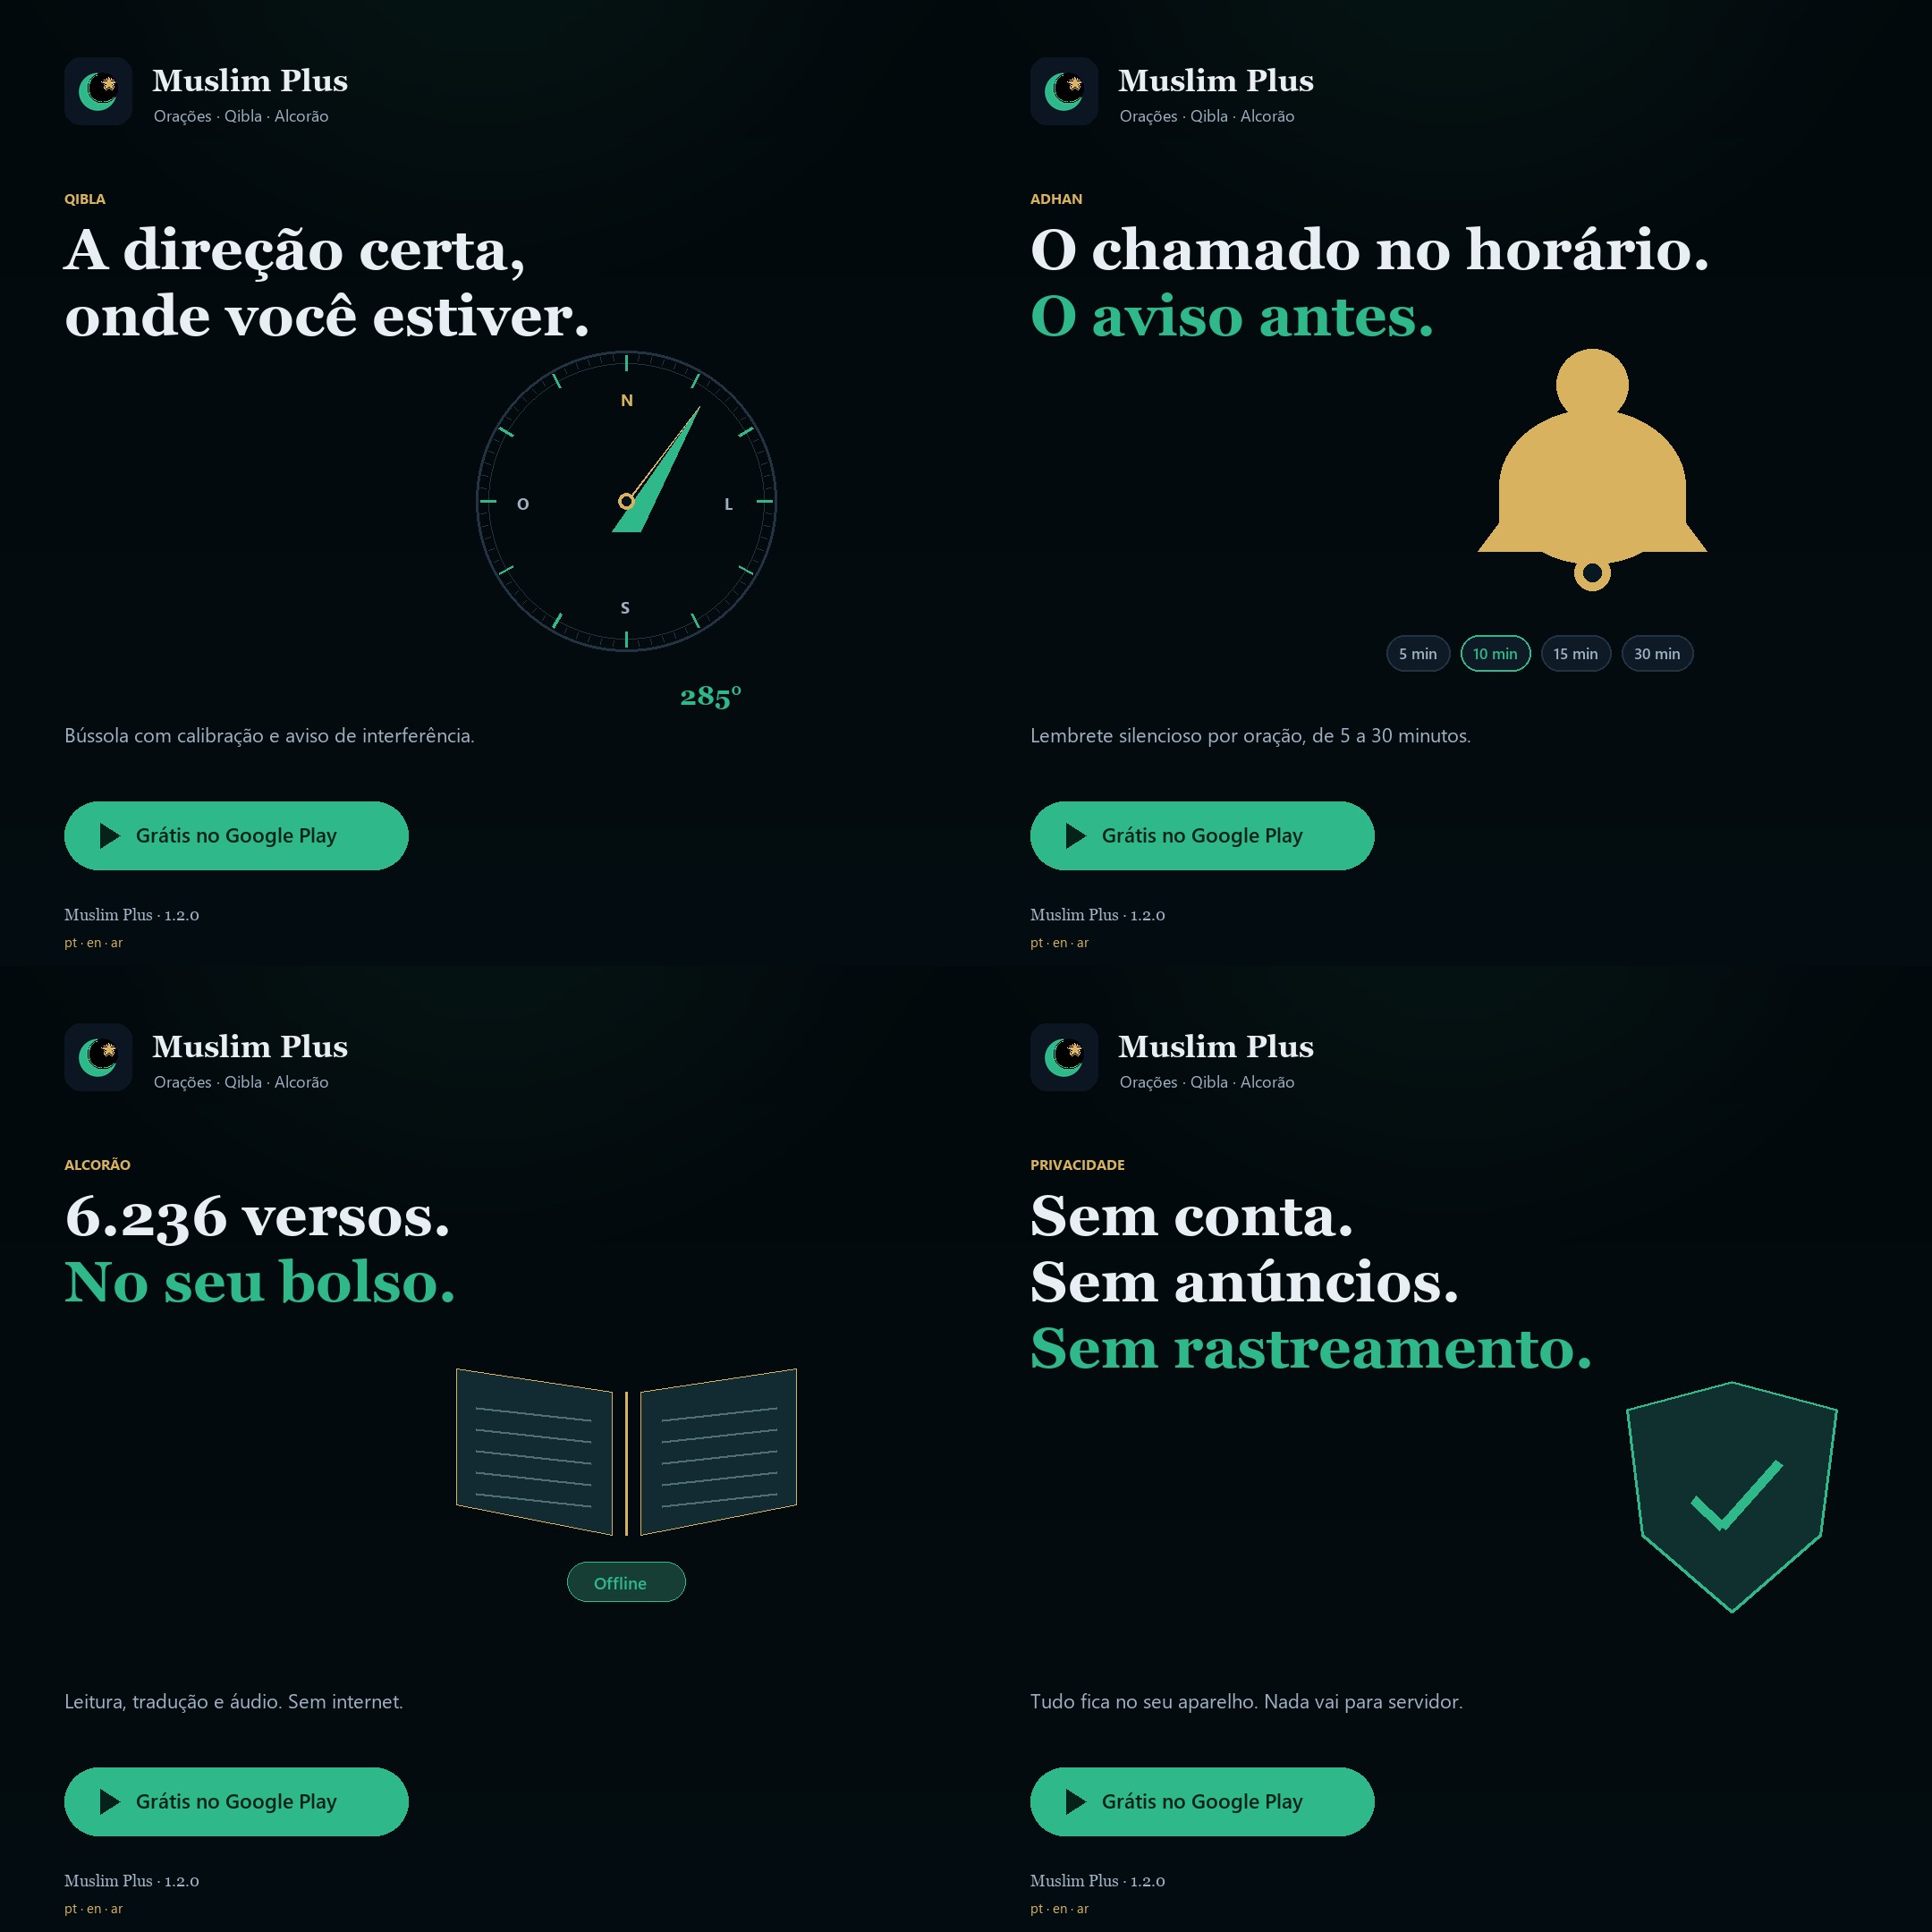 Muslim Plus
Orações · Qibla · Alcorão
QIBLA
A direção certa,
onde você estiver.
N
O
L
S
285°
Bússola com calibração e aviso de interferência.
Grátis no Google Play
Muslim Plus · 1.2.0
pt · en · ar
Muslim Plus
Orações · Qibla · Alcorão
ADHAN
O chamado no horário.
O aviso antes.
5 min
10 min
15 min
30 min
Lembrete silencioso por oração, de 5 a 30 minutos.
Grátis no Google Play
Muslim Plus · 1.2.0
pt · en · ar
Muslim Plus
Orações · Qibla · Alcorão
ALCORÃO
6.236 versos.
No seu bolso.
Offline
Leitura, tradução e áudio. Sem internet.
Grátis no Google Play
Muslim Plus · 1.2.0
pt · en · ar
Muslim Plus
Orações · Qibla · Alcorão
PRIVACIDADE
Sem conta.
Sem anúncios.
Sem rastreamento.
Tudo fica no seu aparelho. Nada vai para servidor.
Grátis no Google Play
Muslim Plus · 1.2.0
pt · en · ar